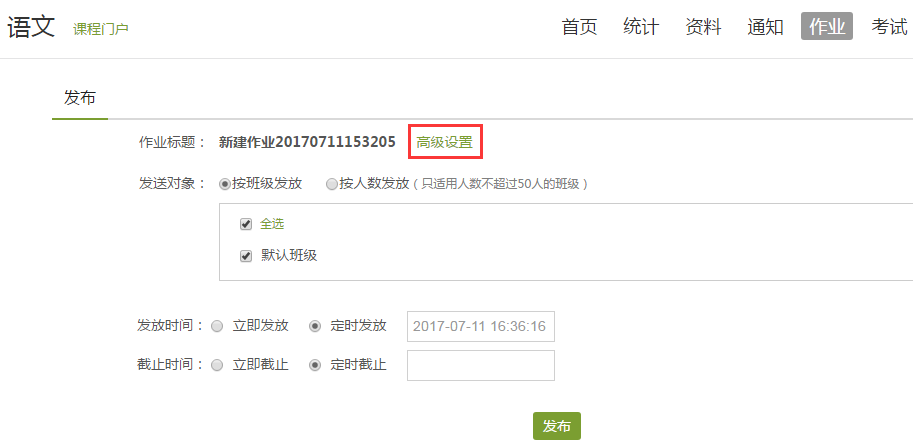 语文 课程门户 首页 统计 资料 通知 作业 考试
发布
作业标题： 新建作业20170711153205 高级设置
发送对象： 按班级发放 按人数发放（只适用人数不超过50人的班级）
全选
默认班级
发放时间： 立即发放 定时发放 2017-07-11 16:36:16
截止时间： 立即截止 定时截止
发布